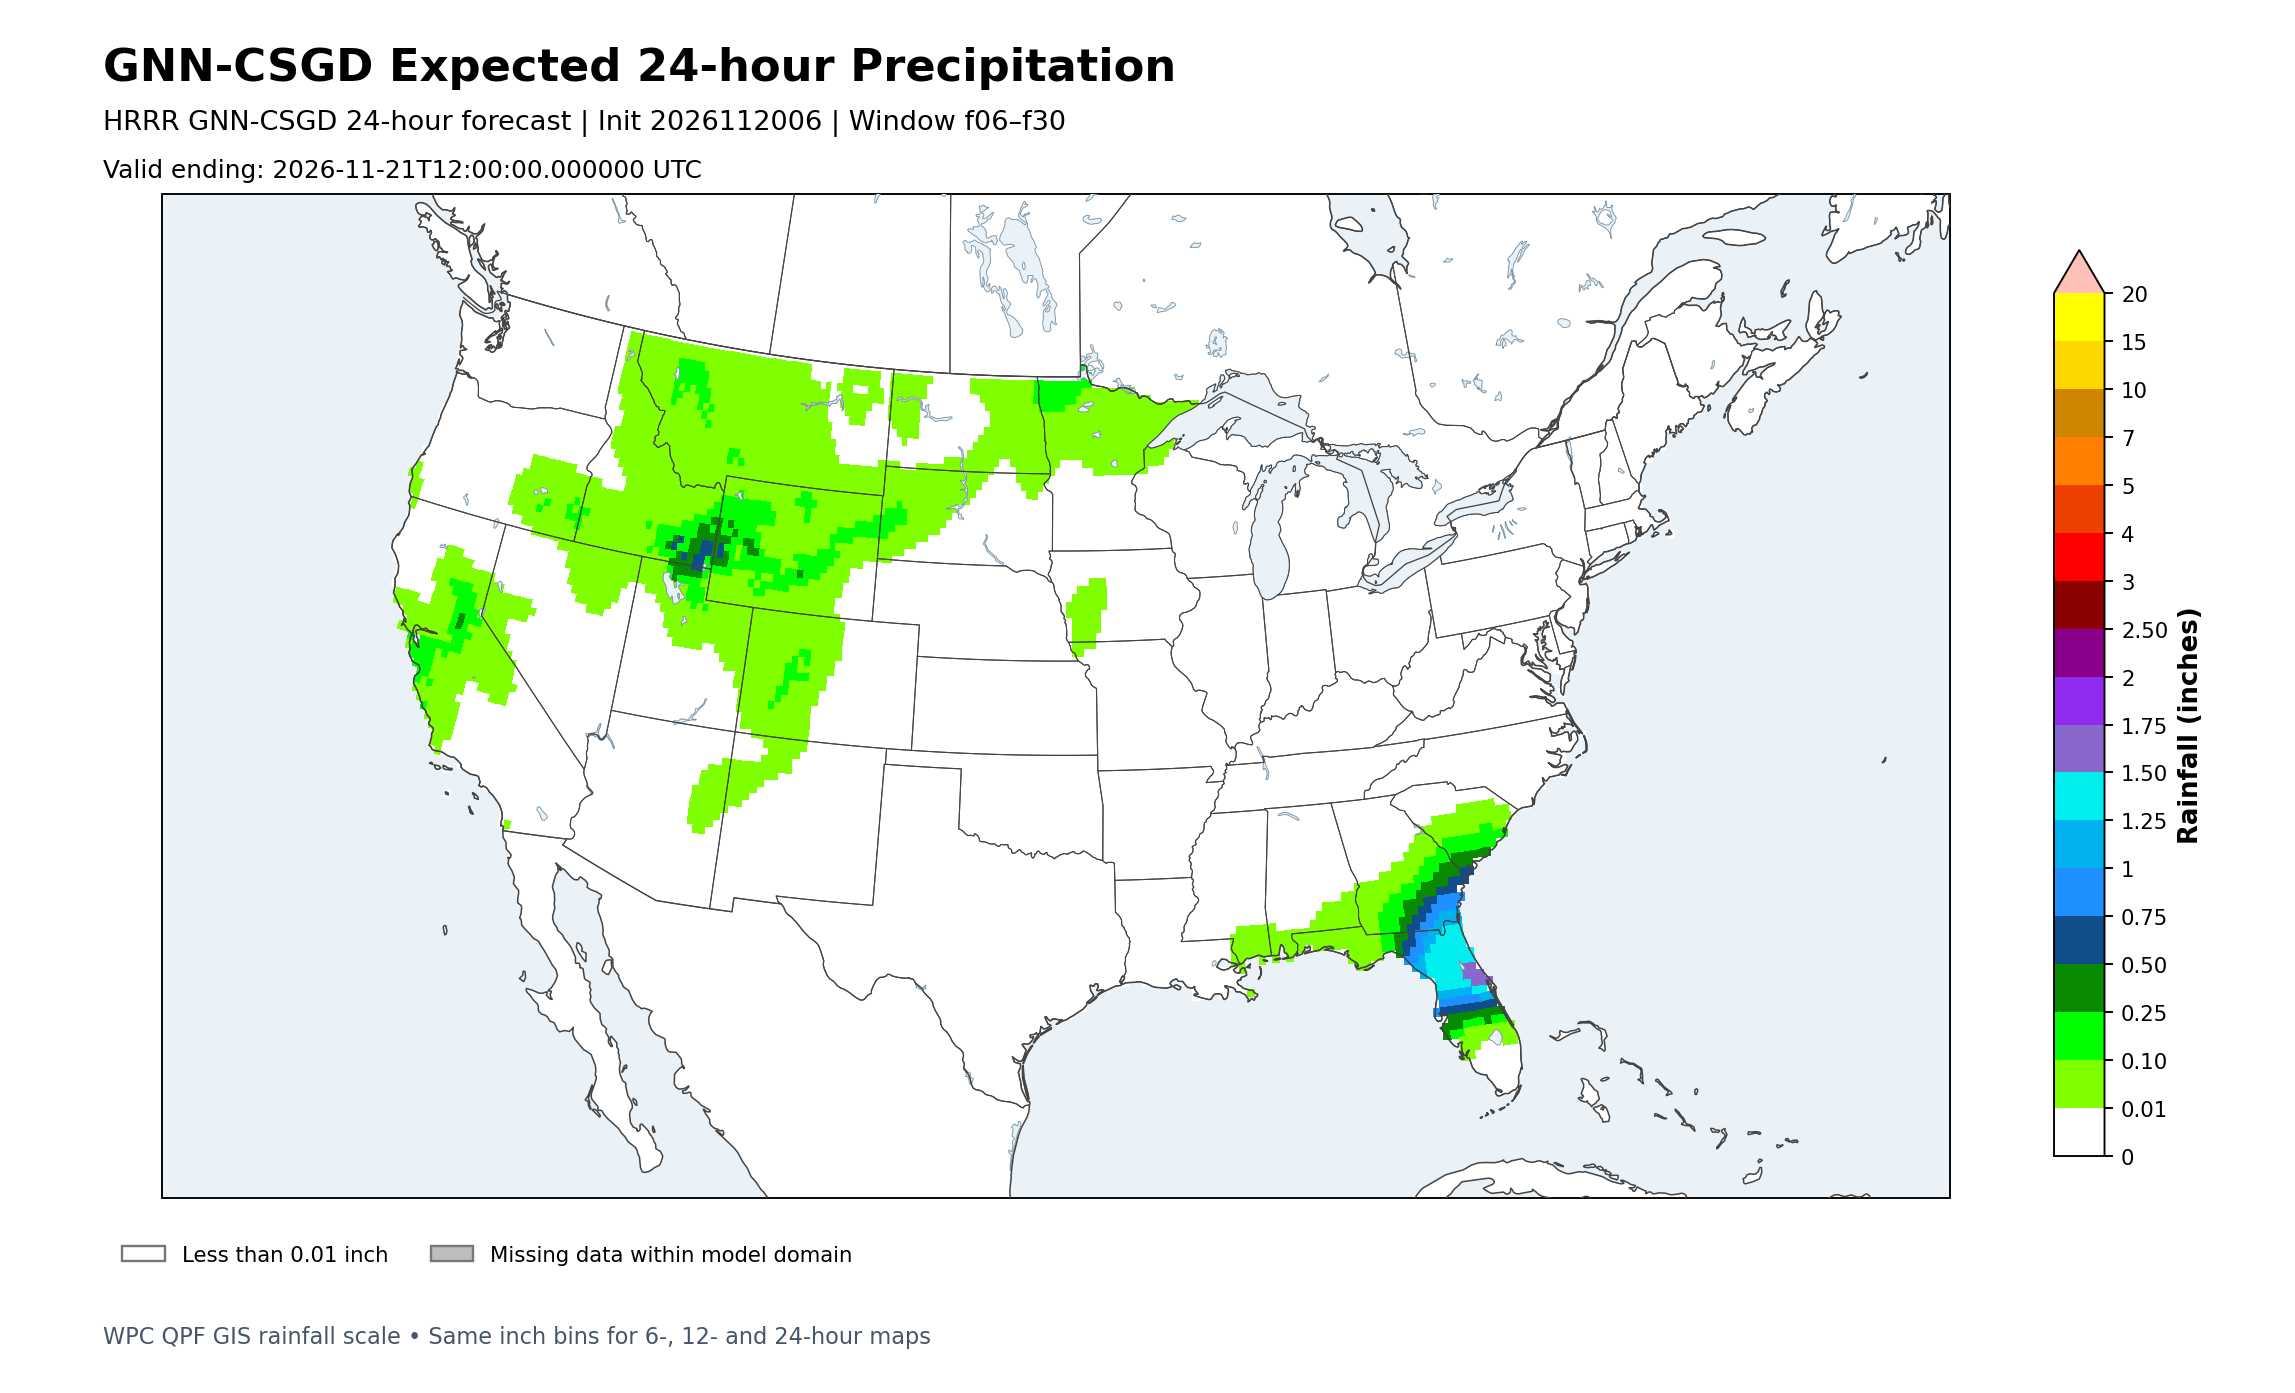 GNN-CSGD Expected 24-hour Precipitation
HRRR GNN-CSGD 24-hour forecast | Init 2026112006 | Window f06–f30
Valid ending: 2026-11-21T12:00:00.000000 UTC
20
15
10
7
5
4
3
2.50
2
1.75
1.50
1.25
1
0.75
0.50
0.25
0.10
0.01
0
Rainfall (inches)
Less than 0.01 inch
Missing data within model domain
WPC QPF GIS rainfall scale • Same inch bins for 6-, 12- and 24-hour maps